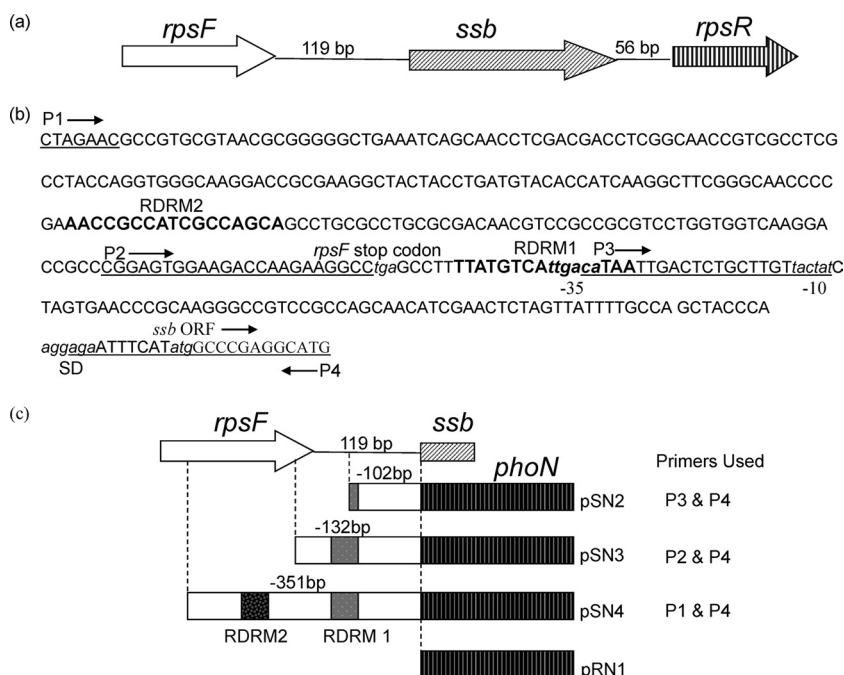 (a)
rpsF
119 bp
ssb
56 bp
rpsR
(b)
P1
CTAGAACGCCGTGCGTAACGCGGGGGCTGAAATCAGCAACCTCGACGACCTCGGCAACCGTCGCCTCG
CCTACCAGGTGGGCAAGGACCGCGAAGGCTACTACCTGATGTACACCATCAAGGCTTCGGGCAACCCC
RDRM2
GAAACCGCCATCGCCAGCAGCCTGCGCCTGCGCGACAACGTCCGCCGCGTCCTGGTGGTCAAGGA
P2 rpsF stop codon RDRM1 P3
CCGCCCGGAGTGGAAGACCAAGAAGGCCtgaGCCTTTTATGTCAttgacaTAATTGACTCTGCTTGTtactatC
-35 -10
TAGTGAACCCGCAAGGGCCGTCCGCCAGCAACATCGAACTCTAGTTATTTTGCCA GCTACCCA
ssb ORF
aggagaATTTCATatgGCCCGAGGCATG
SD P4
(c)
rpsF
119 bp
ssb
Primers Used
-102bp
phoN
pSN2
P3 & P4
-132bp
pSN3
P2 & P4
-351bp
pSN4
P1 & P4
RDRM2
RDRM 1
pRN1